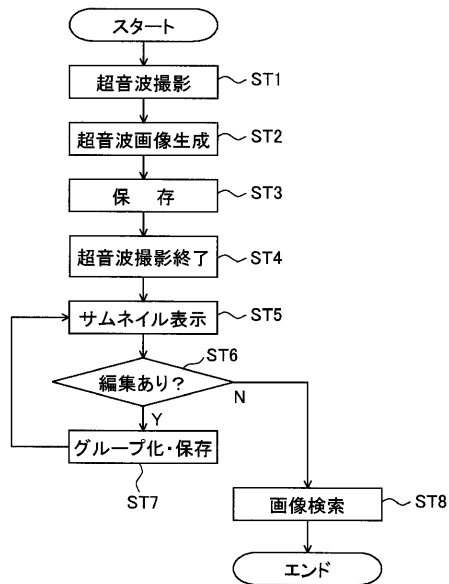 スタート
超音波撮影 ST1
超音波画像生成 ST2
保 存 ST3
超音波撮影終了 ST4
サムネイル表示 ST5
ST6
編集あり?
N
Y
グループ化・保存
ST7
画像検索 ST8
エンド